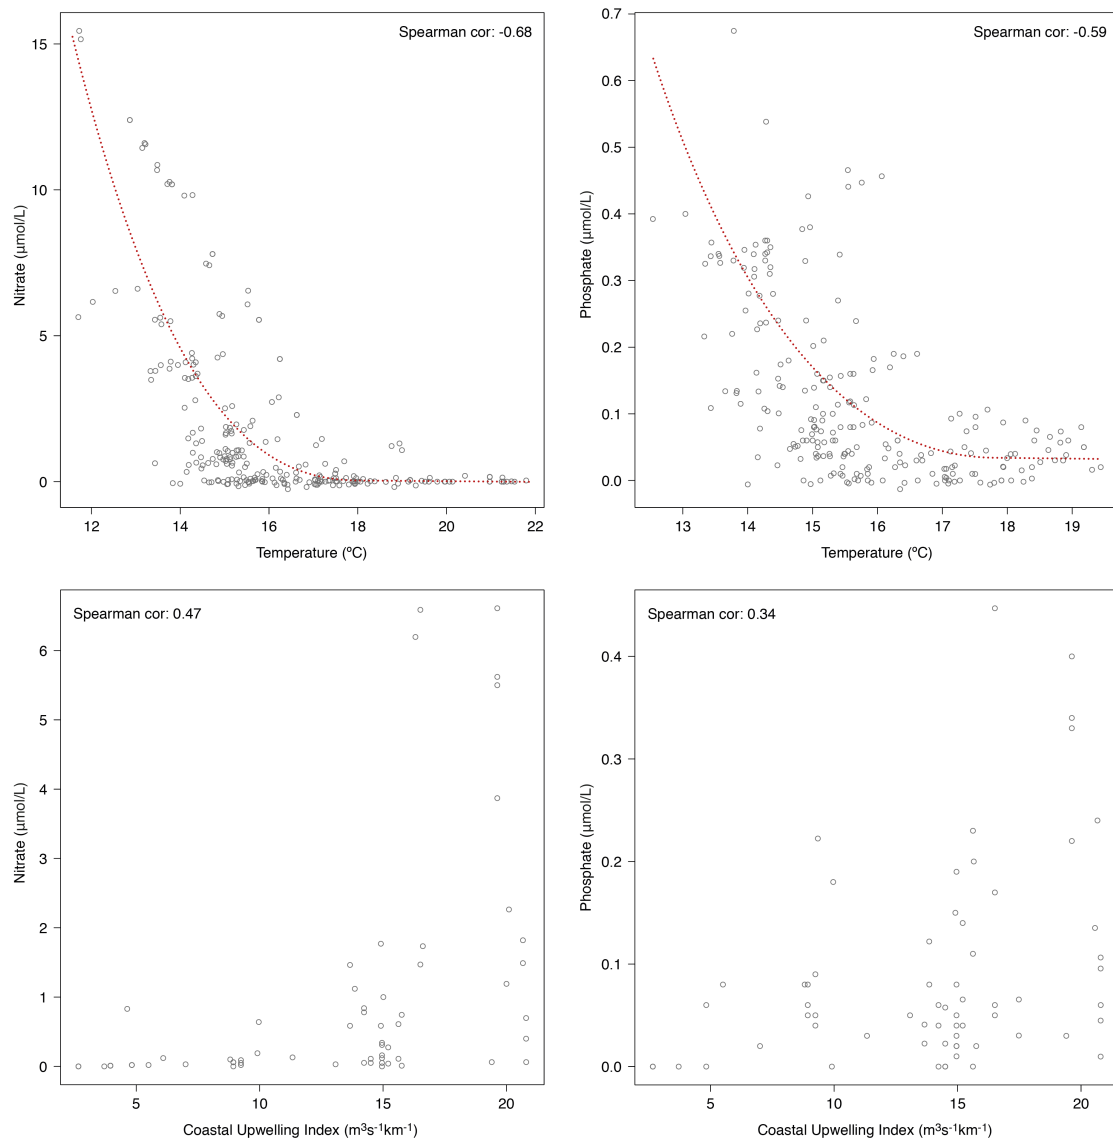 Spearman cor: -0.68
15
10
5
0
Nitrate (µmol/L)
12 14 16 18 20 22
Temperature (ºC)
Spearman cor: -0.59
0.7
0.6
0.5
0.4
0.3
0.2
0.1
0.0
Phosphate (µmol/L)
13 14 15 16 17 18 19
Temperature (ºC)
Spearman cor: 0.47
6
5
4
3
2
1
0
Nitrate (µmol/L)
5 10 15 20
Coastal Upwelling Index (m³s⁻¹km⁻¹)
Spearman cor: 0.34
0.4
0.3
0.2
0.1
0.0
Phosphate (µmol/L)
5 10 15 20
Coastal Upwelling Index (m³s⁻¹km⁻¹)